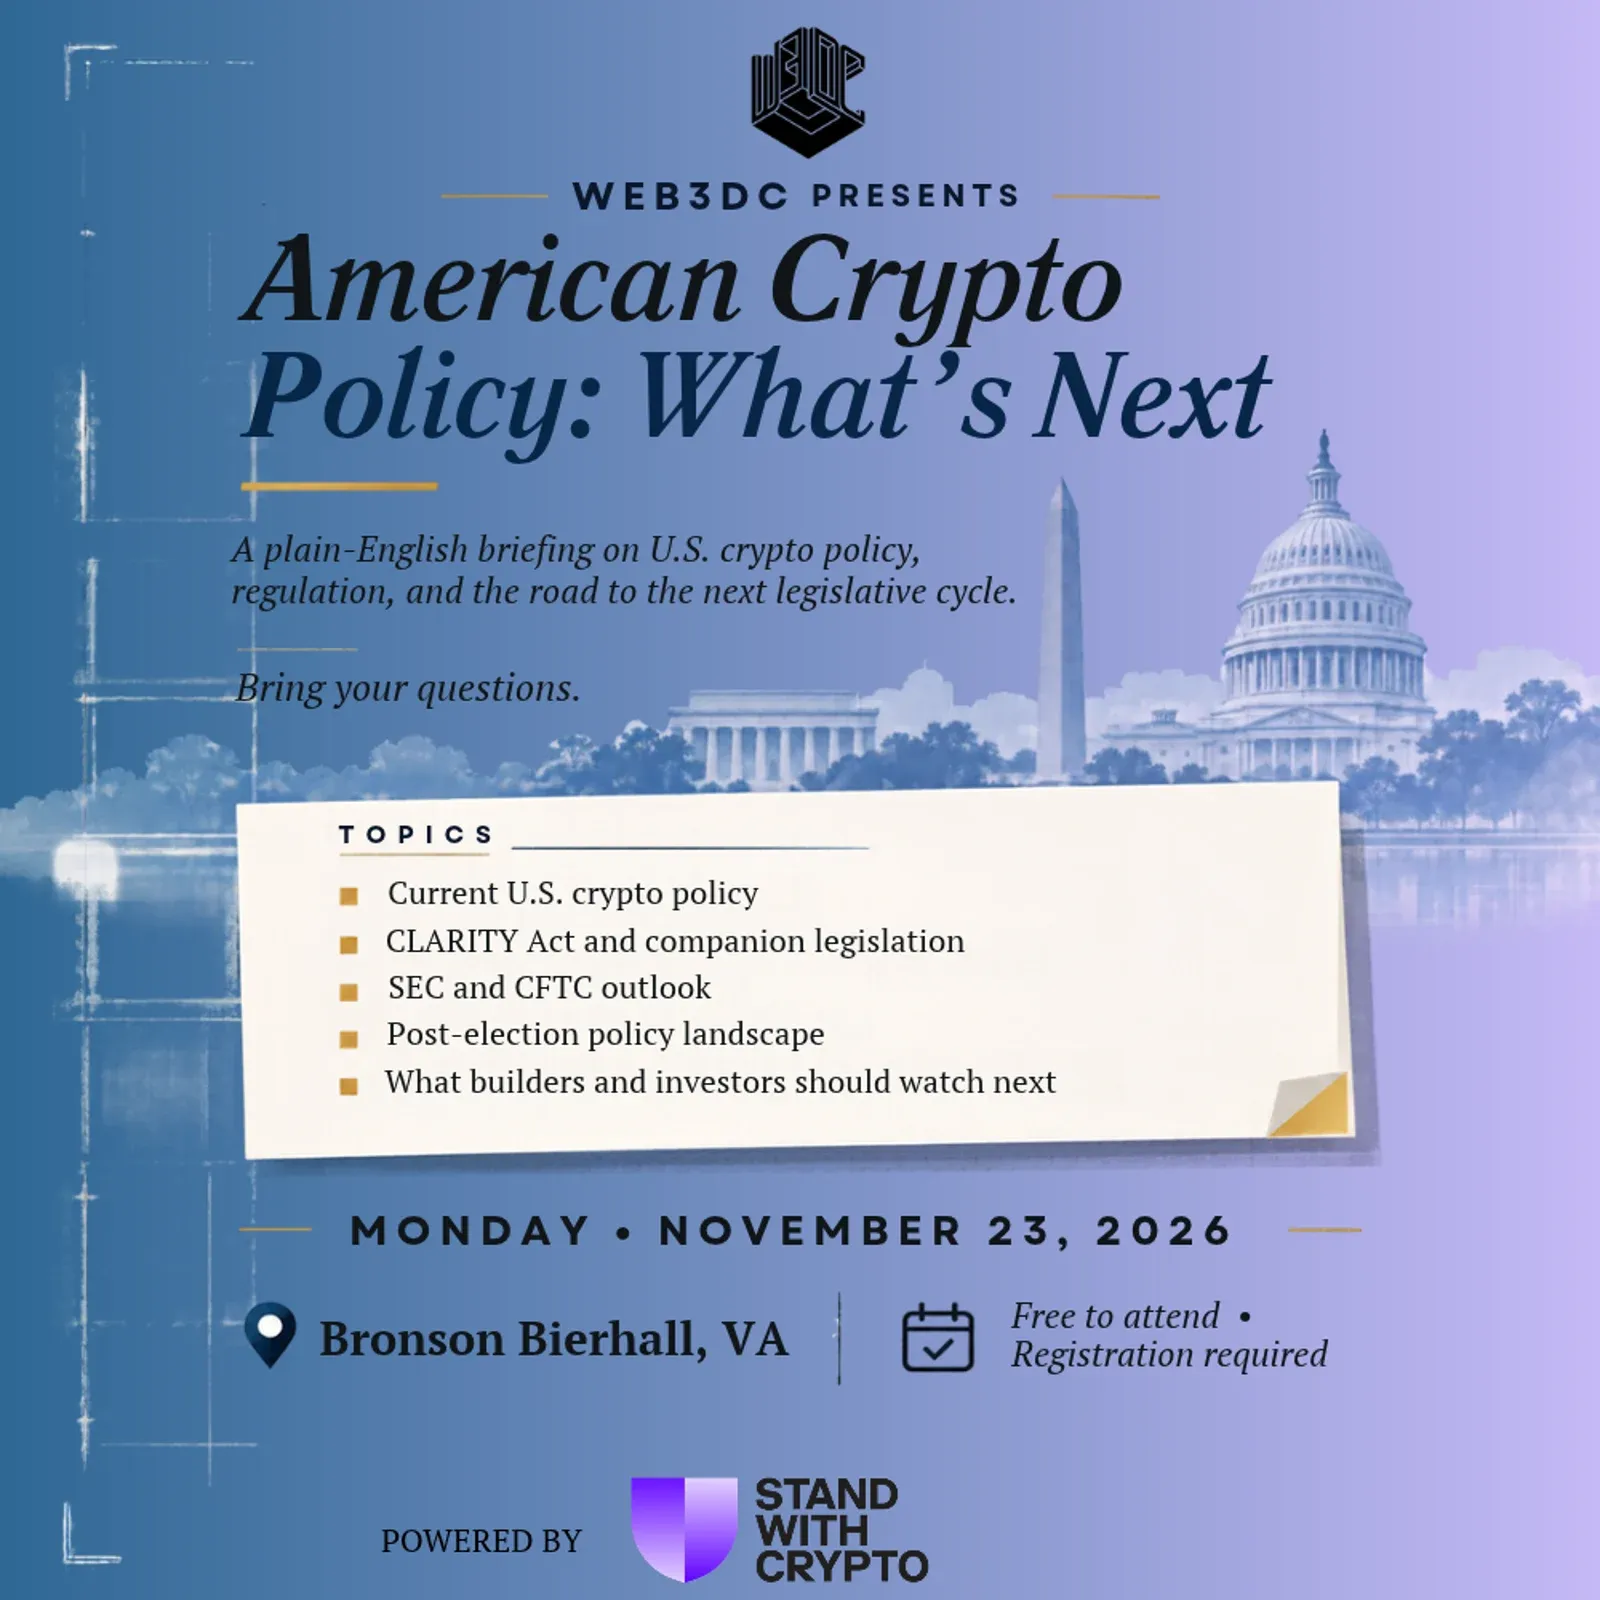 W3DC
WEB3DC PRESENTS
American Crypto
Policy: What's Next
A plain-English briefing on U.S. crypto policy,
regulation, and the road to the next legislative cycle.
Bring your questions.
TOPICS
Current U.S. crypto policy
CLARITY Act and companion legislation
SEC and CFTC outlook
Post-election policy landscape
What builders and investors should watch next
MONDAY • NOVEMBER 23, 2026
Bronson Bierhall, VA
Free to attend •
Registration required
POWERED BY
STAND
WITH
CRYPTO